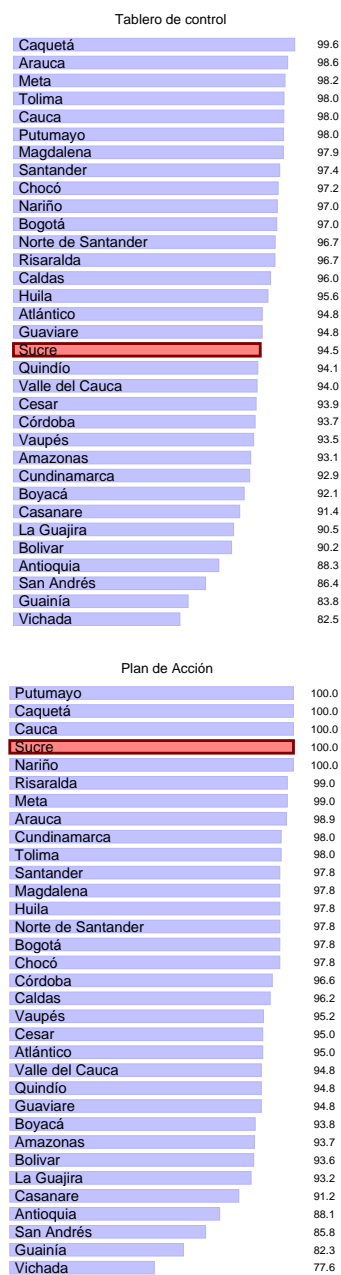 Tablero de control
Caquetá 99.6
Arauca 98.6
Meta 98.2
Tolima 98.0
Cauca 98.0
Putumayo 98.0
Magdalena 97.9
Santander 97.4
Chocó 97.2
Nariño 97.0
Bogotá 97.0
Norte de Santander 96.7
Risaralda 96.7
Caldas 96.0
Huila 95.6
Atlántico 94.8
Guaviare 94.8
Sucre 94.5
Quindío 94.1
Valle del Cauca 94.0
Cesar 93.9
Córdoba 93.7
Vaupés 93.5
Amazonas 93.1
Cundinamarca 92.9
Boyacá 92.1
Casanare 91.4
La Guajira 90.5
Bolivar 90.2
Antioquia 88.3
San Andrés 86.4
Guainía 83.8
Vichada 82.5
Plan de Acción
Putumayo 100.0
Caquetá 100.0
Cauca 100.0
Sucre 100.0
Nariño 100.0
Risaralda 99.0
Meta 99.0
Arauca 98.9
Cundinamarca 98.0
Tolima 98.0
Santander 97.8
Magdalena 97.8
Huila 97.8
Norte de Santander 97.8
Bogotá 97.8
Chocó 97.8
Córdoba 96.6
Caldas 96.2
Vaupés 95.2
Cesar 95.0
Atlántico 95.0
Valle del Cauca 94.8
Quindío 94.8
Guaviare 94.8
Boyacá 93.8
Amazonas 93.7
Bolivar 93.6
La Guajira 93.2
Casanare 91.2
Antioquia 88.1
San Andrés 85.8
Guainía 82.3
Vichada 77.6